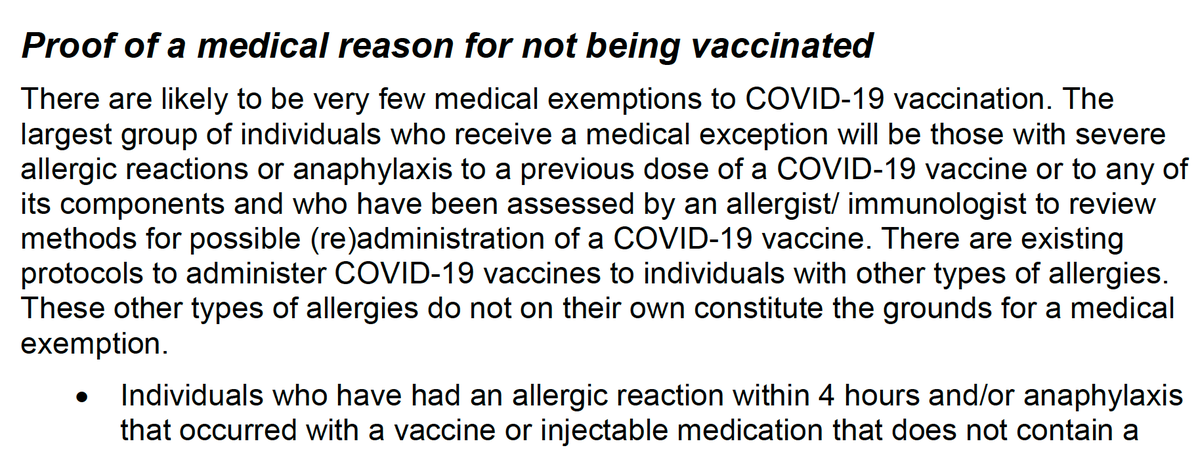 Proof of a medical reason for not being vaccinated
There are likely to be very few medical exemptions to COVID-19 vaccination. The
largest group of individuals who receive a medical exception will be those with severe
allergic reactions or anaphylaxis to a previous dose of a COVID-19 vaccine or to any of
its components and who have been assessed by an allergist/ immunologist to review
methods for possible (re)administration of a COVID-19 vaccine. There are existing
protocols to administer COVID-19 vaccines to individuals with other types of allergies.
These other types of allergies do not on their own constitute the grounds for a medical
exemption.
• Individuals who have had an allergic reaction within 4 hours and/or anaphylaxis
that occurred with a vaccine or injectable medication that does not contain a